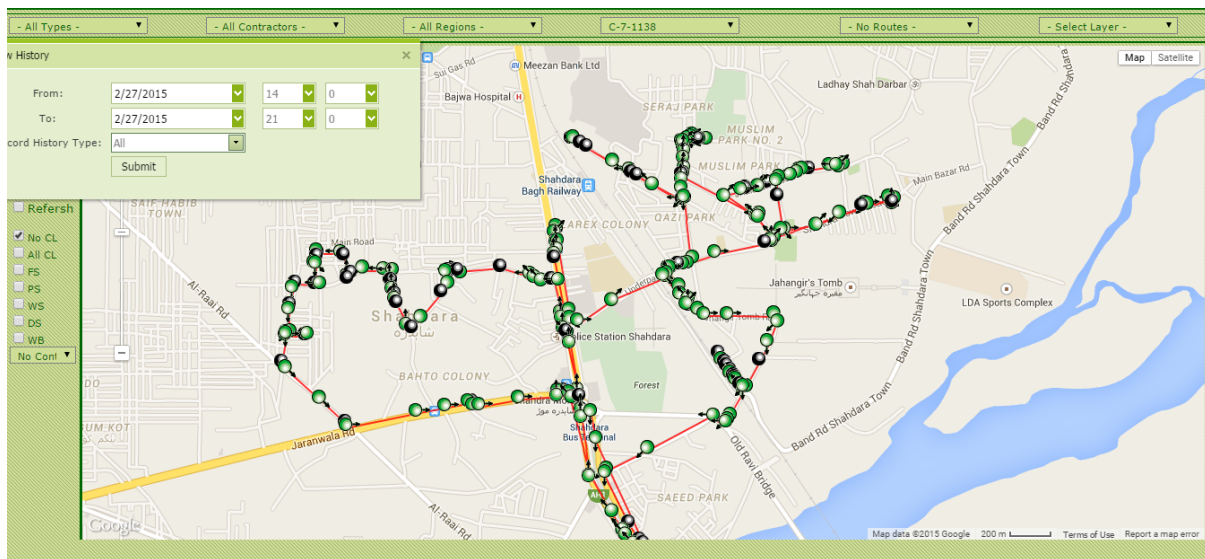 - All Types -
- All Contractors -
- All Regions -
C-7-1138
- No Routes -
- Select Layer -
w History
×
From:
2/27/2015
14
0
To:
2/27/2015
21
0
cord History Type:
All
Submit
Refersh
No CL
All CL
FS
PS
WS
DS
WB
No Conl
Map
Satellite
Sui Gas Rd
Meezan Bank Ltd
Bajwa Hospital
H
Ladhay Shah Darbar
SERAJ PARK
MUSLIM
PARK NO. 2
MUSLIM PARK
Main Bazar Rd
Band Rd Shahdara Town
Shahdara
Bagh Railway
SAIF HABIB
TOWN
AREX COLONY
QAZI PARK
Main Road
Band Rd Shahdara Town
Al-Raai Rd
Jahangir's Tomb
مقبره جہانگیر
LDA Sports Complex
Shahdara
شاہدرہ
Police Station Shahdara
Band Rd Shahdara Town
BAHTO COLONY
Forest
شاہدرہ موڑ
Shahdara
Bus Terminal
Jaranwala Rd
Band Rd Shahdara Town
Old Ravi Bridge
Al-Raai Rd
SAEED PARK
Google
Map data ©2015 Google
200 m
Terms of Use
Report a map error